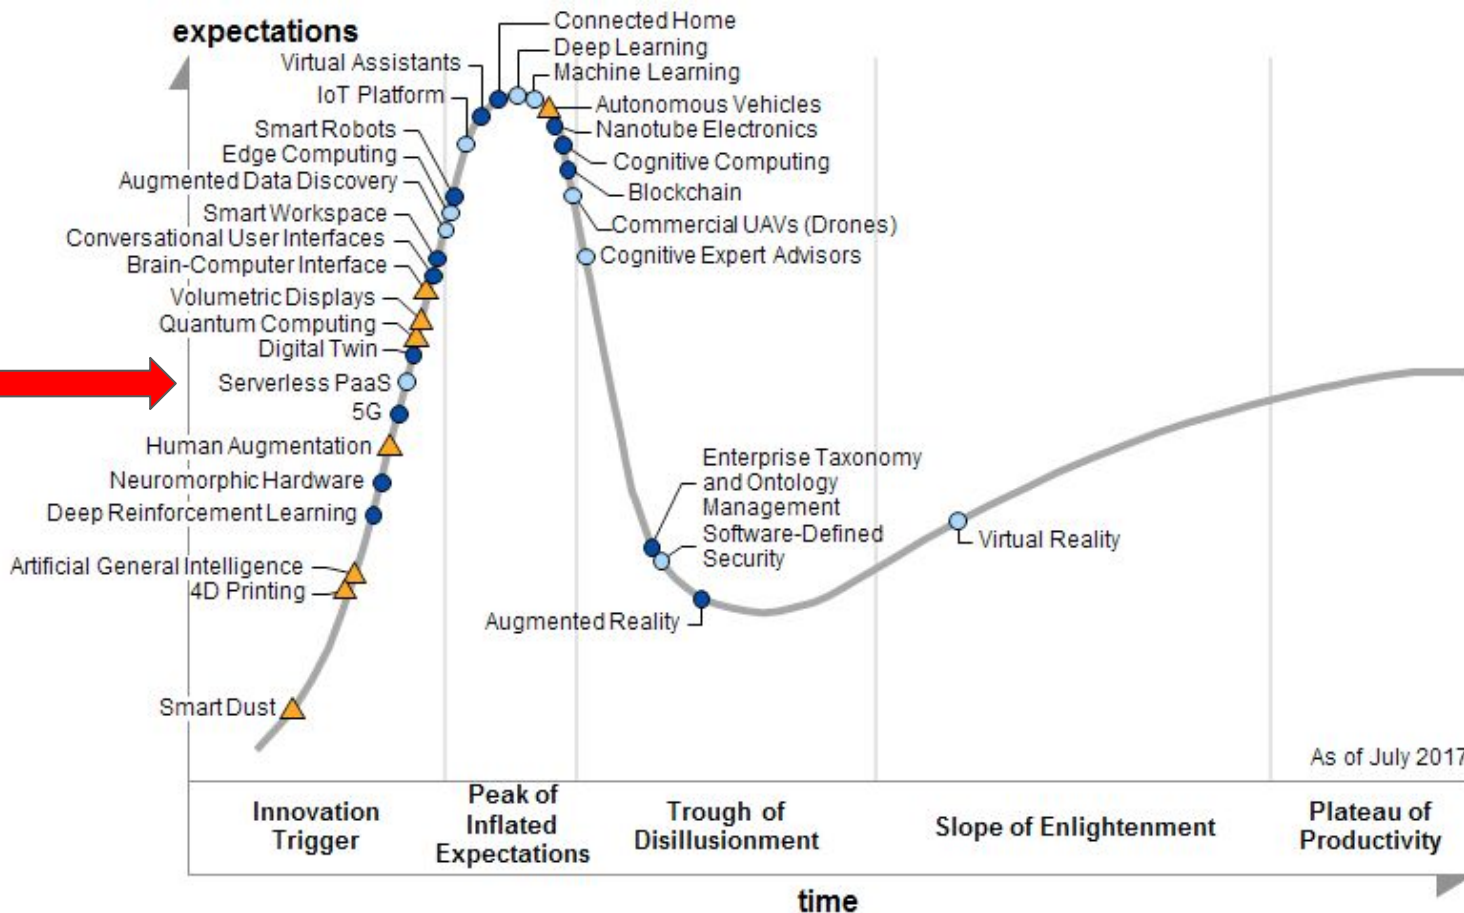 expectations
Connected Home
Deep Learning
Virtual Assistants
Machine Learning
IoT Platform
Autonomous Vehicles
Smart Robots
Nanotube Electronics
Edge Computing
Cognitive Computing
Augmented Data Discovery
Blockchain
Smart Workspace
Commercial UAVs (Drones)
Conversational User Interfaces
Cognitive Expert Advisors
Brain-Computer Interface
Volumetric Displays
Quantum Computing
Digital Twin
Serverless PaaS
5G
Human Augmentation
Neuromorphic Hardware
Deep Reinforcement Learning
Artificial General Intelligence
4D Printing
Smart Dust
Enterprise Taxonomy
and Ontology
Management
Software-Defined
Security
Augmented Reality
Virtual Reality
As of July 2017
Innovation
Trigger
Peak of
Inflated
Expectations
Trough of
Disillusionment
Slope of Enlightenment
Plateau of
Productivity
time